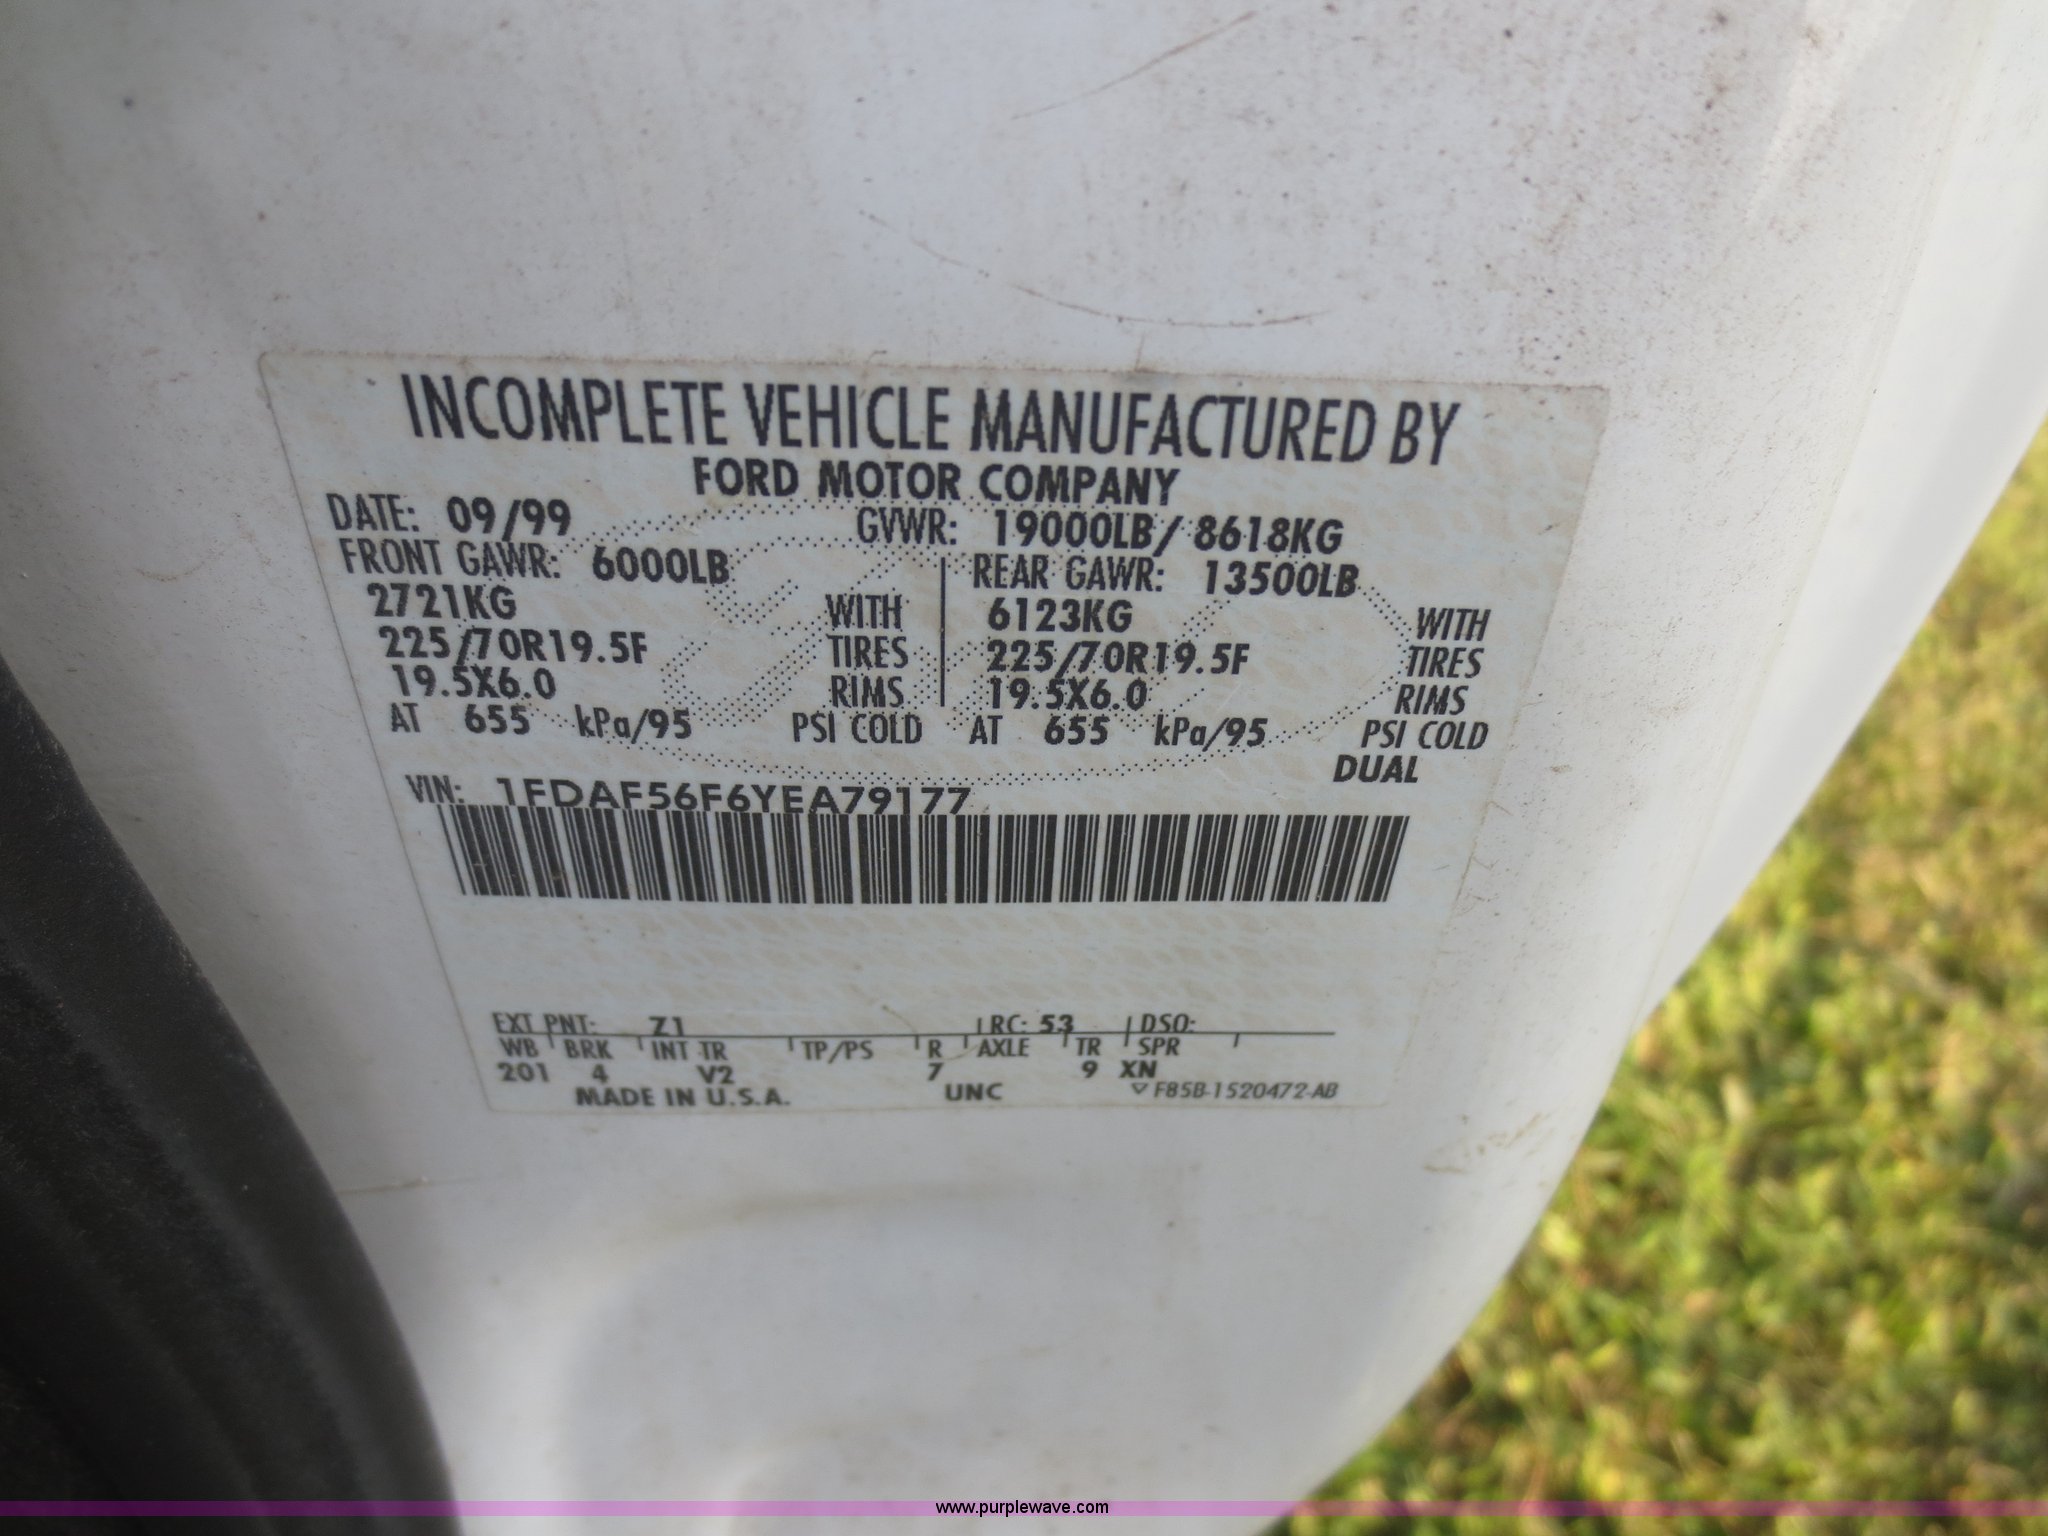 INCOMPLETE VEHICLE MANUFACTURED BY
FORD MOTOR COMPANY
DATE: 09/99 GVWR: 19000LB/ 8618KG
FRONT GAWR: 6000LB REAR GAWR: 13500LB
2721KG WITH 6123KG WITH
225/70R19.5F TIRES 225/70R19.5F TIRES
19.5X6.0 RIMS 19.5X6.0 RIMS
AT 655 kPa/95 PSI COLD AT 655 kPa/95 PSI COLD
DUAL
VIN: 1FDAF56F6YEA79177
EXT PNT: Z1 RC: 53 DSO:
WB BRK INT TR TP/PS R AXLE TR SPR
201 4 V2 7 9 XN
MADE IN U.S.A. UNC ▽ F85B-1520472-AB
www.purplewave.com